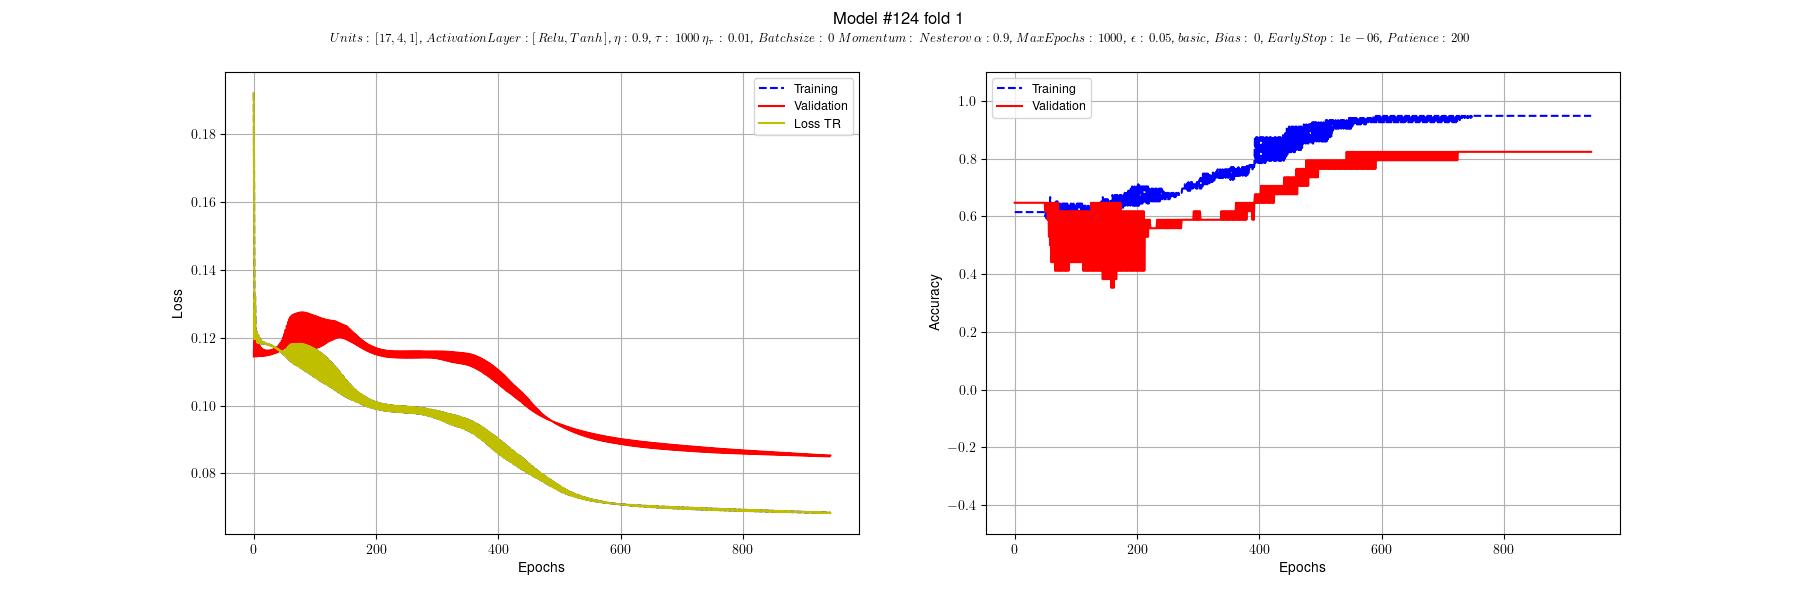 Model #124 fold 1
Units : [17, 4, 1], ActivationLayer : [ Relu, Tanh ], η : 0.9, τ : 1000 ητ : 0.01, Batchsize : 0 Momentum : Nesterov α : 0.9, MaxEpochs : 1000, ϵ : 0.05, basic, Bias : 0, EarlyStop : 1e − 06, Patience : 200
Training
Validation
Loss TR
0.18
0.16
0.14
0.12
0.10
0.08
Loss
0 200 400 600 800
Epochs
Training
Validation
1.0
0.8
0.6
0.4
0.2
0.0
−0.2
−0.4
Accuracy
0 200 400 600 800
Epochs